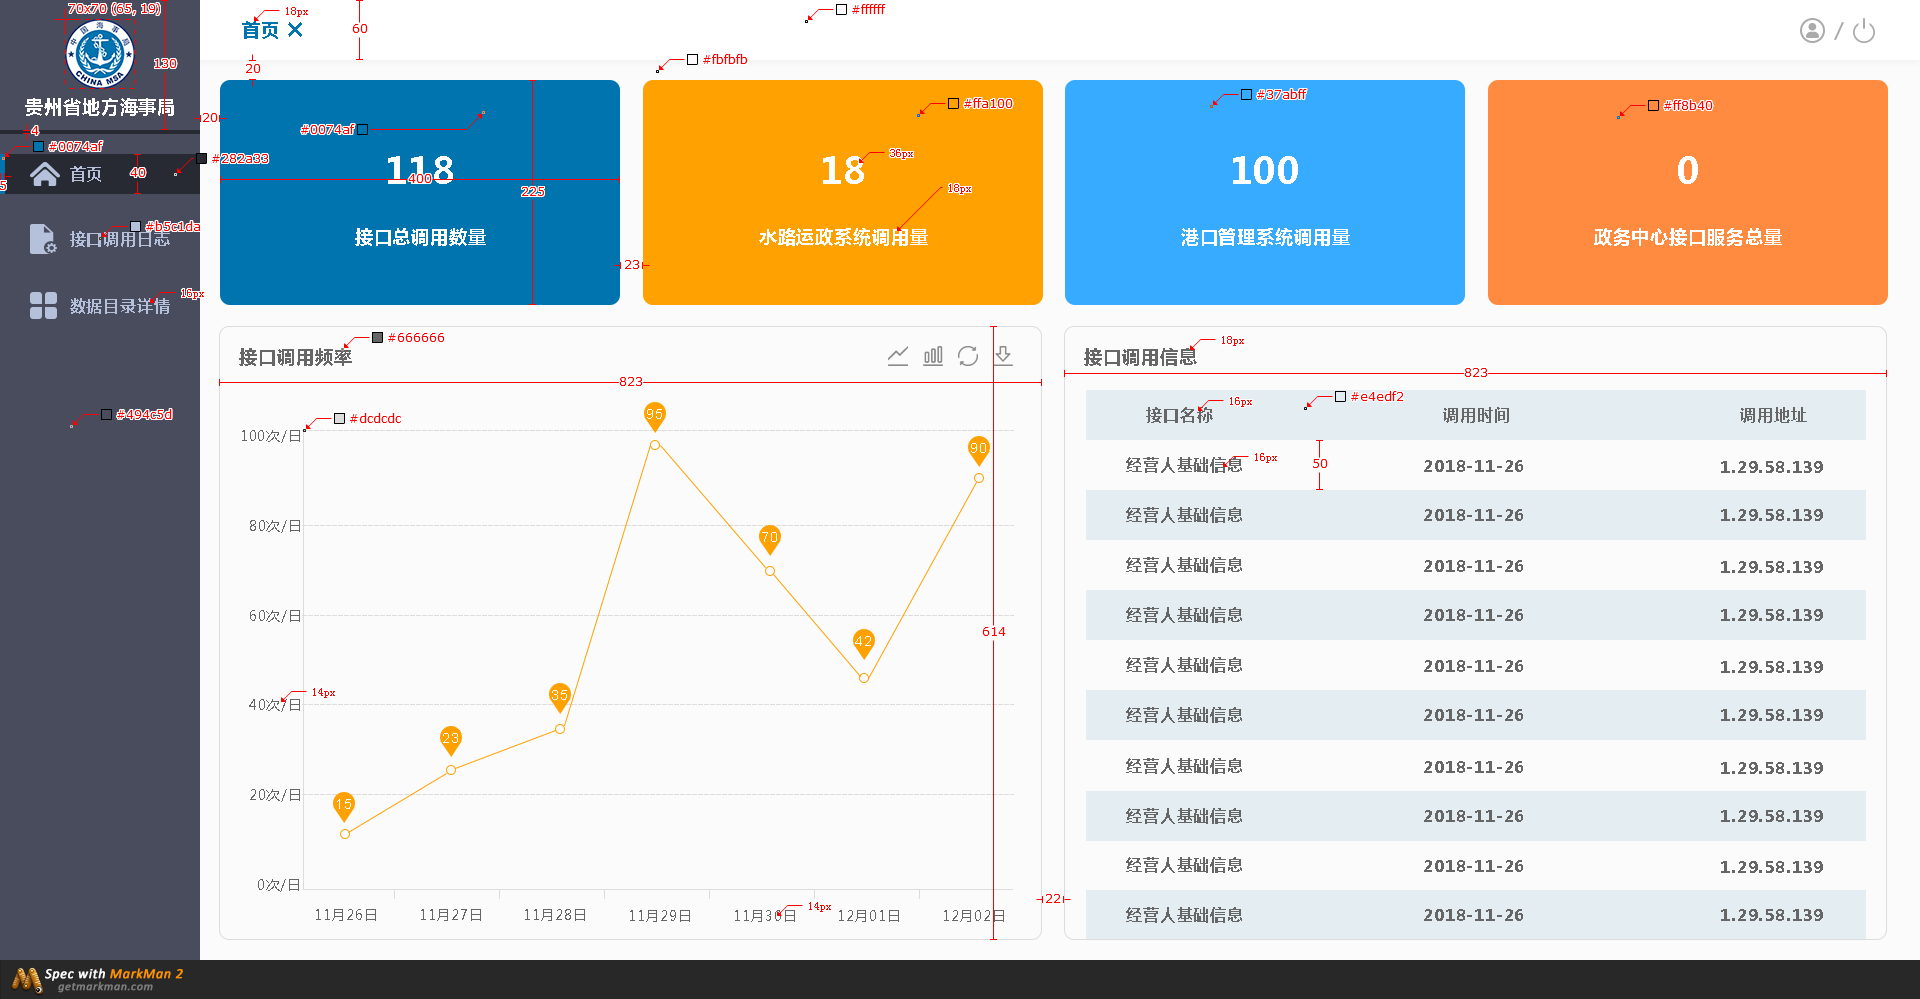 70x70 (65, 19)
中国海事局
CHINA MSA
130
贵州省地方海事局
4
#0074af
5
首页
40
#282a33
#b5c1da
接口调用日志
数据目录详情
16px
#494c5d
首页 ✕
18px
60
20
#ffffff
#fbfbfb
/
20
#0074af
118
400
225
接口总调用数量
23
#ffa100
18
36px
18px
水路运政系统调用量
#37abff
100
港口管理系统调用量
#ff8b40
0
政务中心接口服务总量
接口调用频率
#666666
823
#dcdcdc
100次/日
80次/日
60次/日
40次/日
20次/日
0次/日
14px
15
23
35
95
70
42
90
614
11月26日
11月27日
11月28日
11月29日
11月30日
12月01日
12月02日
14px
22
接口调用信息
18px
823
接口名称 调用时间 调用地址
16px
#e4edf2
经营人基础信息 2018-11-26 1.29.58.139
16px
50
经营人基础信息 2018-11-26 1.29.58.139
经营人基础信息 2018-11-26 1.29.58.139
经营人基础信息 2018-11-26 1.29.58.139
经营人基础信息 2018-11-26 1.29.58.139
经营人基础信息 2018-11-26 1.29.58.139
经营人基础信息 2018-11-26 1.29.58.139
经营人基础信息 2018-11-26 1.29.58.139
经营人基础信息 2018-11-26 1.29.58.139
经营人基础信息 2018-11-26 1.29.58.139
Spec with MarkMan 2
getmarkman.com